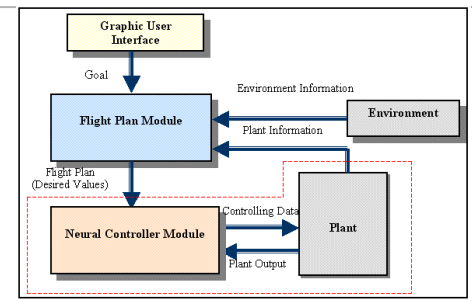 Graphic User
Interface
Goal
Environment Information
Environment
Flight Plan Module
Plant Information
Flight Plan
(Desired Values)
Controlling Data
Neural Controller Module
Plant
Plant Output